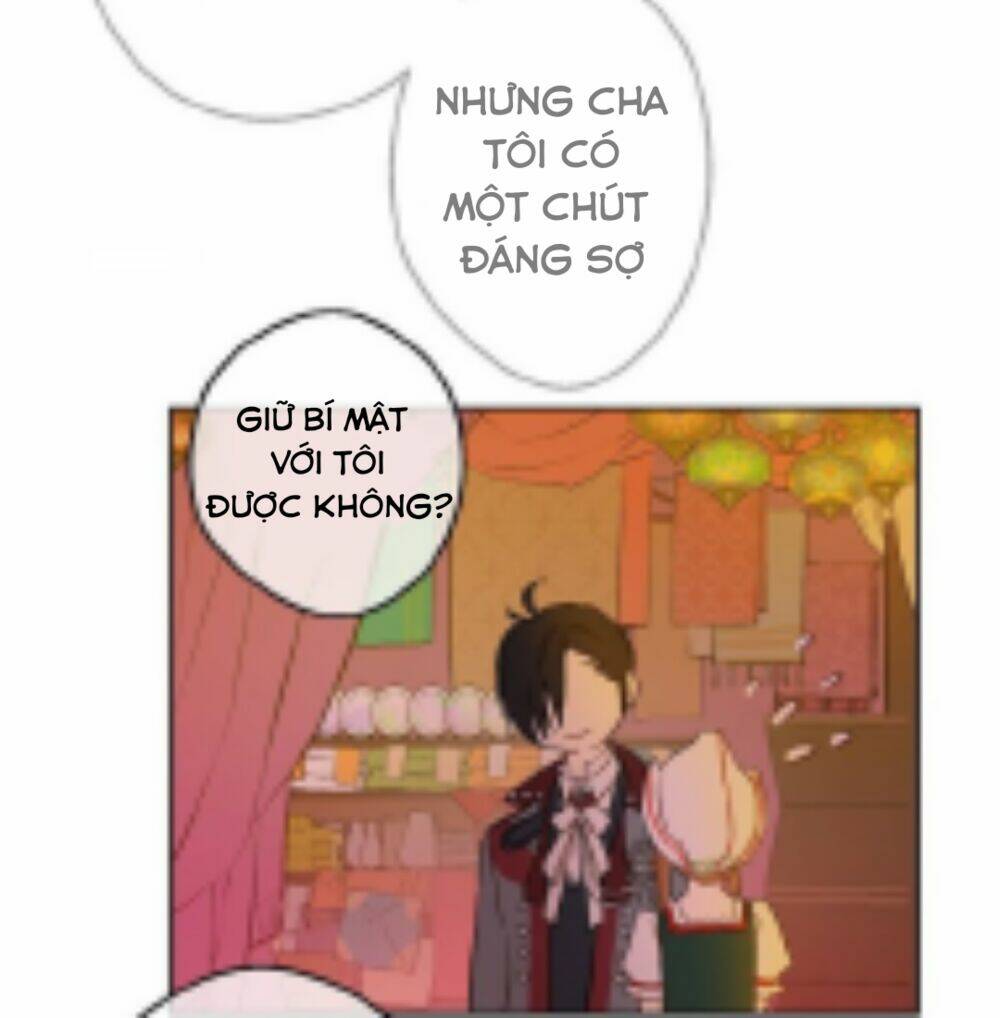 NHƯNG CHA
TÔI CÓ
MỘT CHÚT
ĐÁNG SỢ
GIỮ BÍ MẬT
VỚI TÔI
ĐƯỢC KHÔNG?